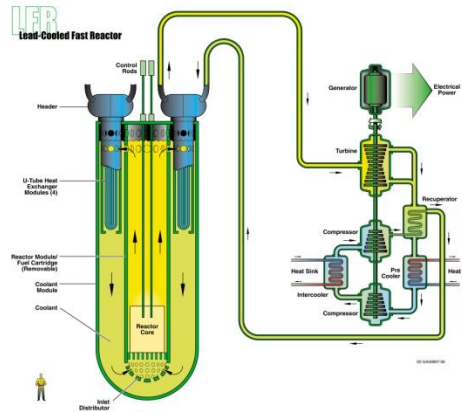 LFR
Lead-Cooled Fast Reactor
Control
Rods
Header
U-Tube Heat
Exchanger
Modules (4)
Reactor Module/
Fuel Cartridge
(Removable)
Coolant
Module
Coolant
Reactor
Core
Inlet
Distributor
Generator
Electrical
Power
Turbine
Recuperator
Compressor
Heat Sink
Intercooler
Pre
Cooler
Heat
Compressor